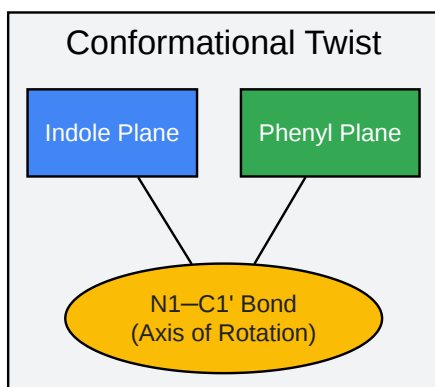 Conformational Twist
Indole Plane
Phenyl Plane
N1─C1' Bond
(Axis of Rotation)